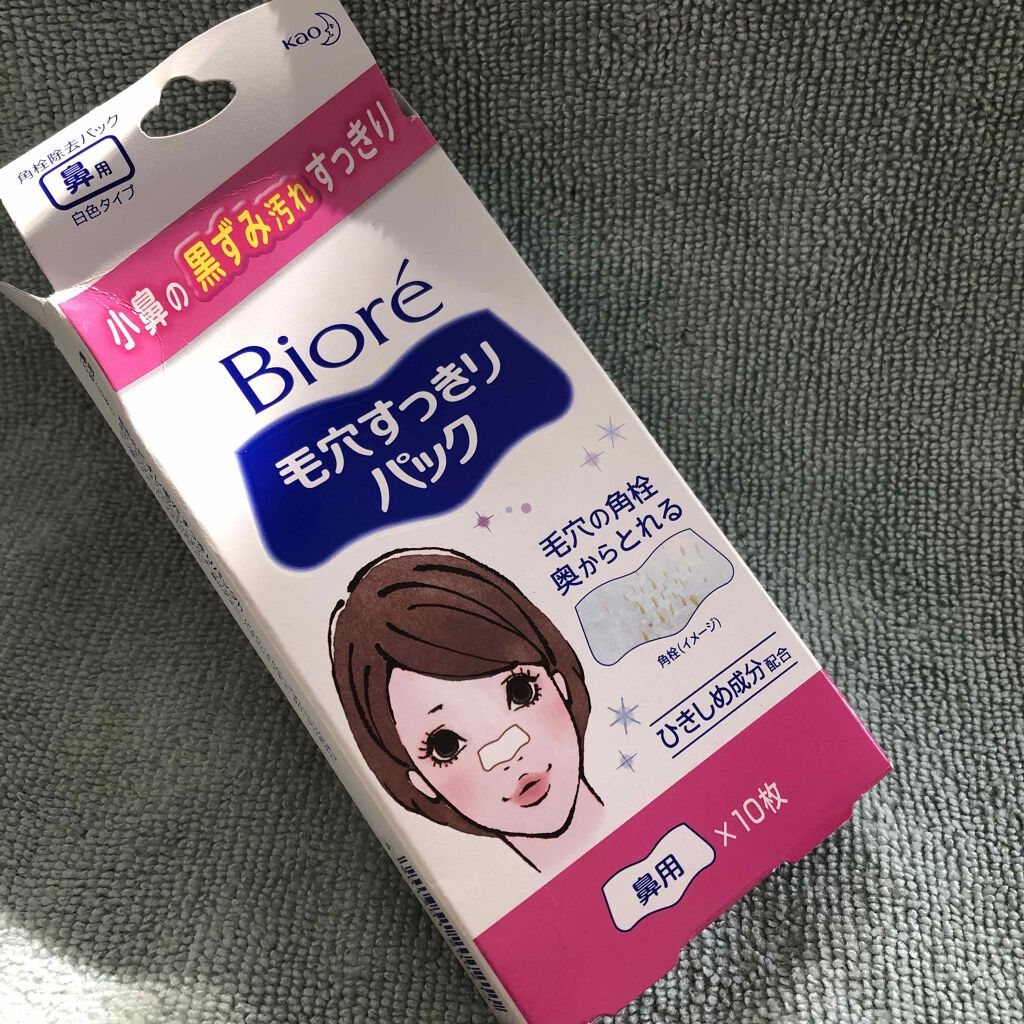 Kao
角栓除去パック
鼻用
白色タイプ
小鼻の黒ずみ汚れすっきり
Bioré
毛穴すっきり
パック
毛穴の角栓
奥からとれる
角栓(イメージ)
ひきしめ成分配合
鼻用 ×10枚